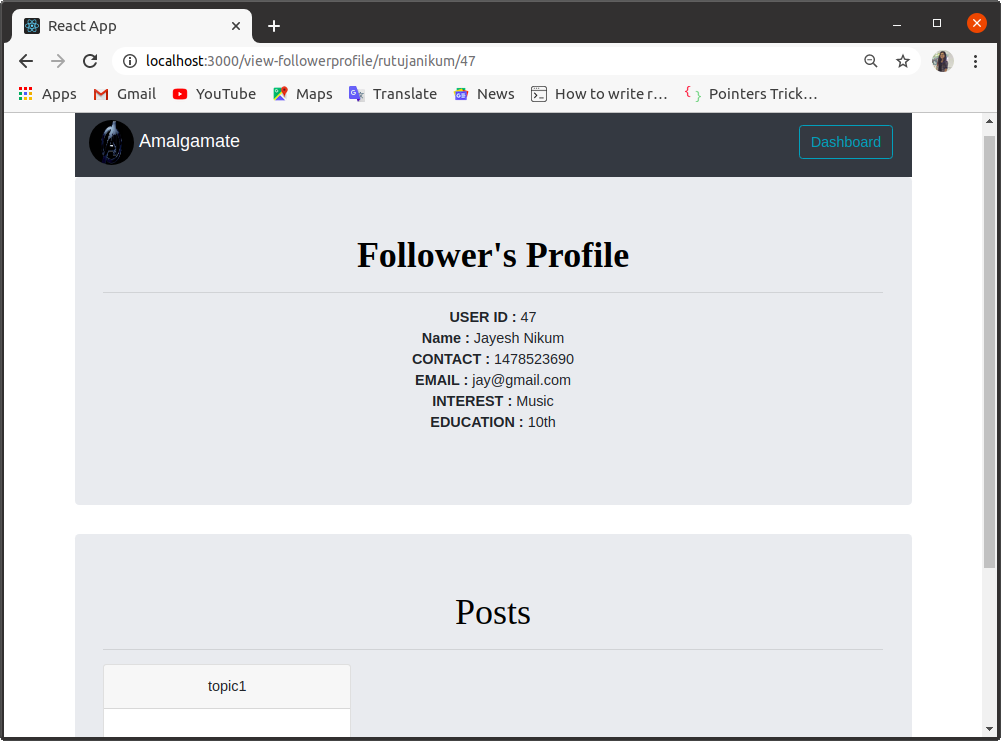 React App
localhost:3000/view-followerprofile/rutujanikum/47
Apps Gmail YouTube Maps Translate News How to write r… Pointers Trick…
Amalgamate Dashboard
Follower's Profile
USER ID : 47
Name : Jayesh Nikum
CONTACT : 1478523690
EMAIL : jay@gmail.com
INTEREST : Music
EDUCATION : 10th
Posts
topic1